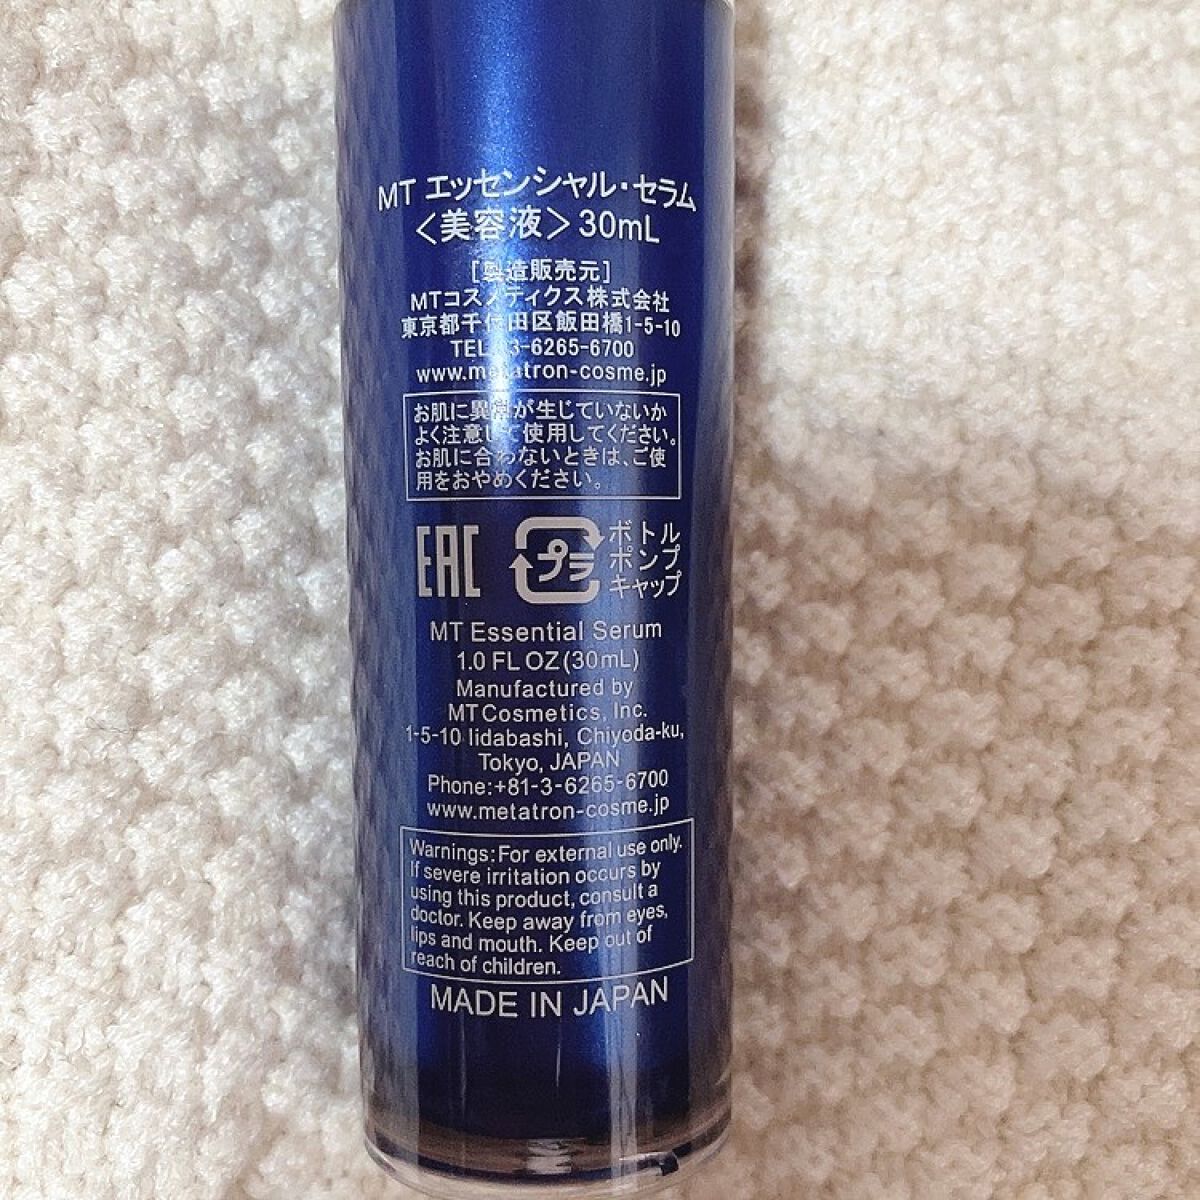 MT エッセンシャル・セラム
〈美容液〉30mL
[製造販売元]
MTコスメティクス株式会社
東京都千代田区飯田橋1-5-10
TEL 03-6265-6700
www.metatron-cosme.jp
お肌に異常が生じていないか
よく注意して使用してください。
お肌に合わないときは、ご使
用をおやめください。
EAC
プラ
ボトル
ポンプ
キャップ
MT Essential Serum
1.0 FL OZ (30mL)
Manufactured by
MT Cosmetics, Inc.
1-5-10 Iidabashi, Chiyoda-ku,
Tokyo, JAPAN
Phone:+81-3-6265-6700
www.metatron-cosme.jp
Warnings: For external use only.
If severe irritation occurs by
using this product, consult a
doctor. Keep away from eyes,
lips and mouth. Keep out of
reach of children.
MADE IN JAPAN